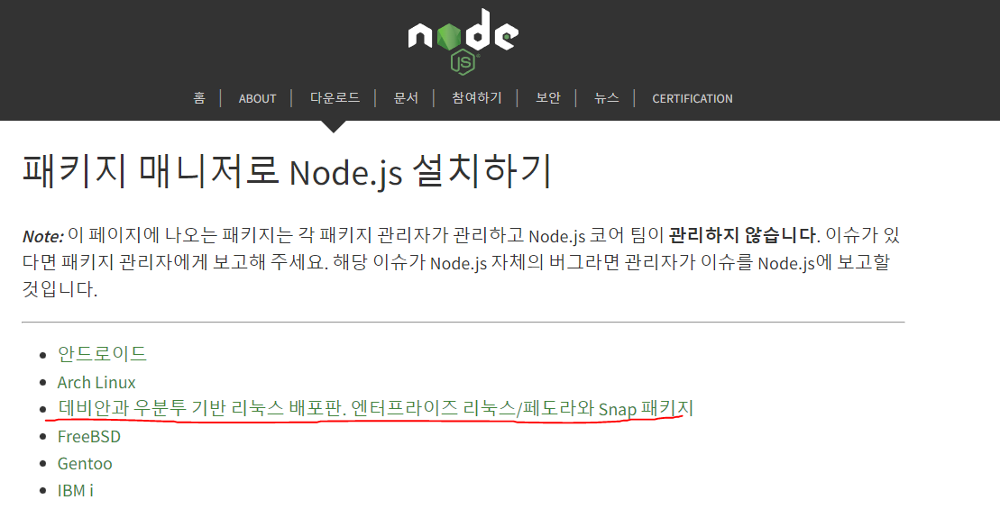 node
JS
홈 | ABOUT | 다운로드 | 문서 | 참여하기 | 보안 | 뉴스 | CERTIFICATION
패키지 매니저로 Node.js 설치하기
Note: 이 페이지에 나오는 패키지는 각 패키지 관리자가 관리하고 Node.js 코어 팀이 관리하지 않습니다. 이슈가 있
다면 패키지 관리자에게 보고해 주세요. 해당 이슈가 Node.js 자체의 버그라면 관리자가 이슈를 Node.js에 보고할
것입니다.
• 안드로이드
• Arch Linux
• 데비안과 우분투 기반 리눅스 배포판. 엔터프라이즈 리눅스/페도라와 Snap 패키지
• FreeBSD
• Gentoo
• IBM i